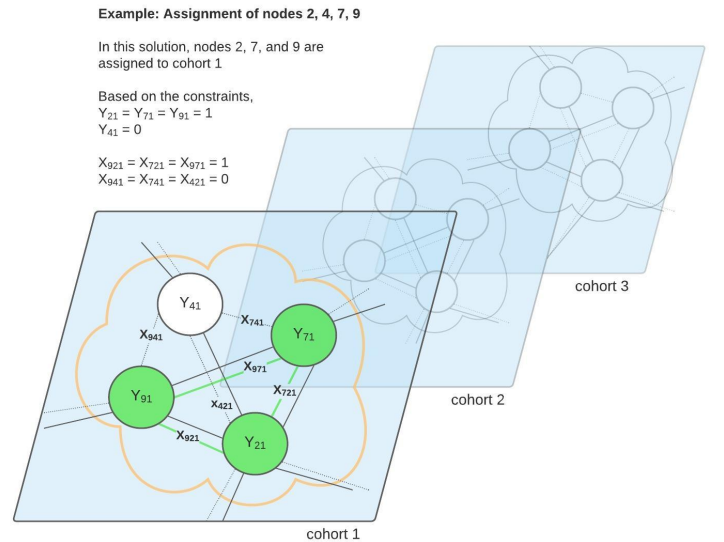 Example: Assignment of nodes 2, 4, 7, 9
In this solution, nodes 2, 7, and 9 are
assigned to cohort 1
Based on the constraints,
Y₂₁ = Y₇₁ = Y₉₁ = 1
Y₄₁ = 0
X₉₂₁ = X₇₂₁ = X₉₇₁ = 1
X₉₄₁ = X₇₄₁ = X₄₂₁ = 0
cohort 3
cohort 2
Y₄₁
X₇₄₁
X₉₄₁
Y₇₁
X₉₇₁
X₇₂₁
Y₉₁
x₄₂₁
X₉₂₁
Y₂₁
cohort 1